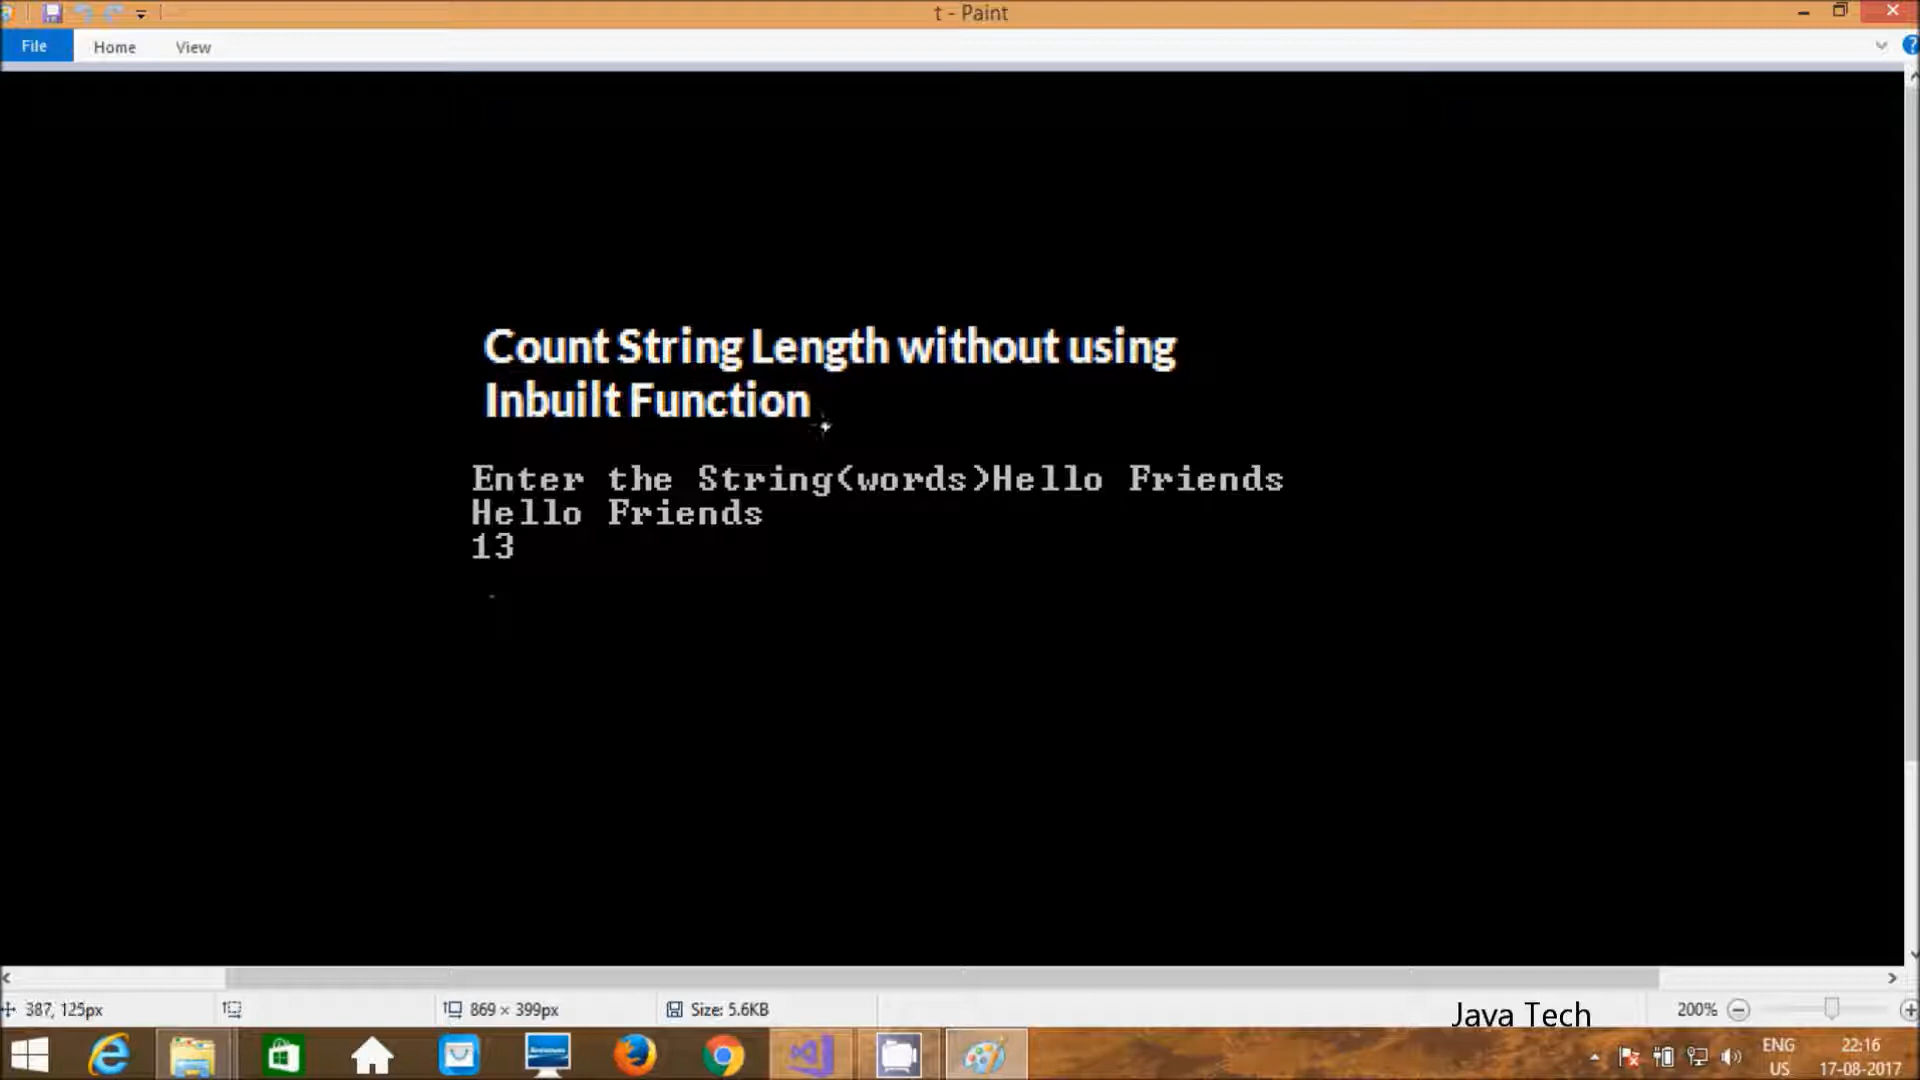 t - Paint
File Home View
Count String Length without using
Inbuilt Function
Enter the String(words)Hello Friends
Hello Friends
13
387, 125px 869 × 399px Size: 5.6KB Java Tech 200%
ENG 22:16
US 17-08-2017